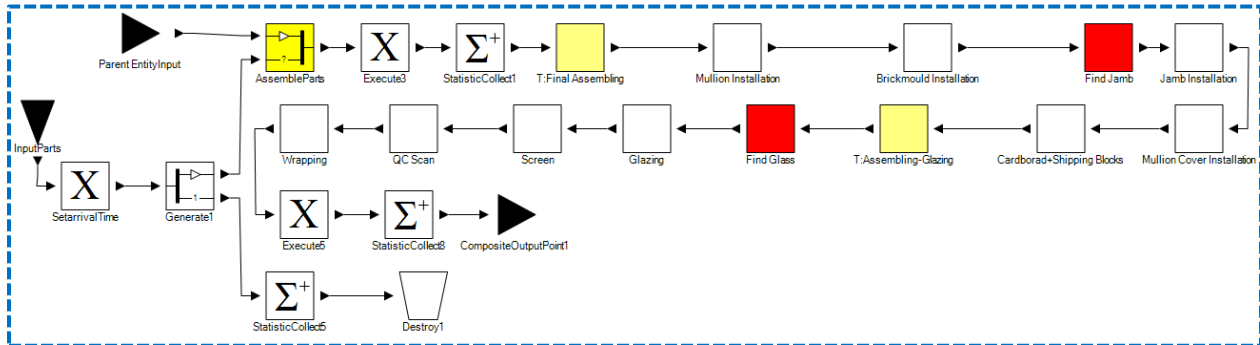 Parent EntityInput
AssembleParts
?
X
Execute3
Σ+
StatisticCollect1
T:Final Assembling
Mullion Installation
Brickmould Installation
Find Jamb
Jamb Installation
InputParts
X
SetarrivalTime
1
Generate1
Wrapping
QC Scan
Screen
Glazing
Find Glass
T:Assembling-Glazing
Cardborad+Shipping Blocks
Mullion Cover Installation
X
Execute5
Σ+
StatisticCollect8
CompositeOutputPoint1
Σ+
StatisticCollect5
Destroy1